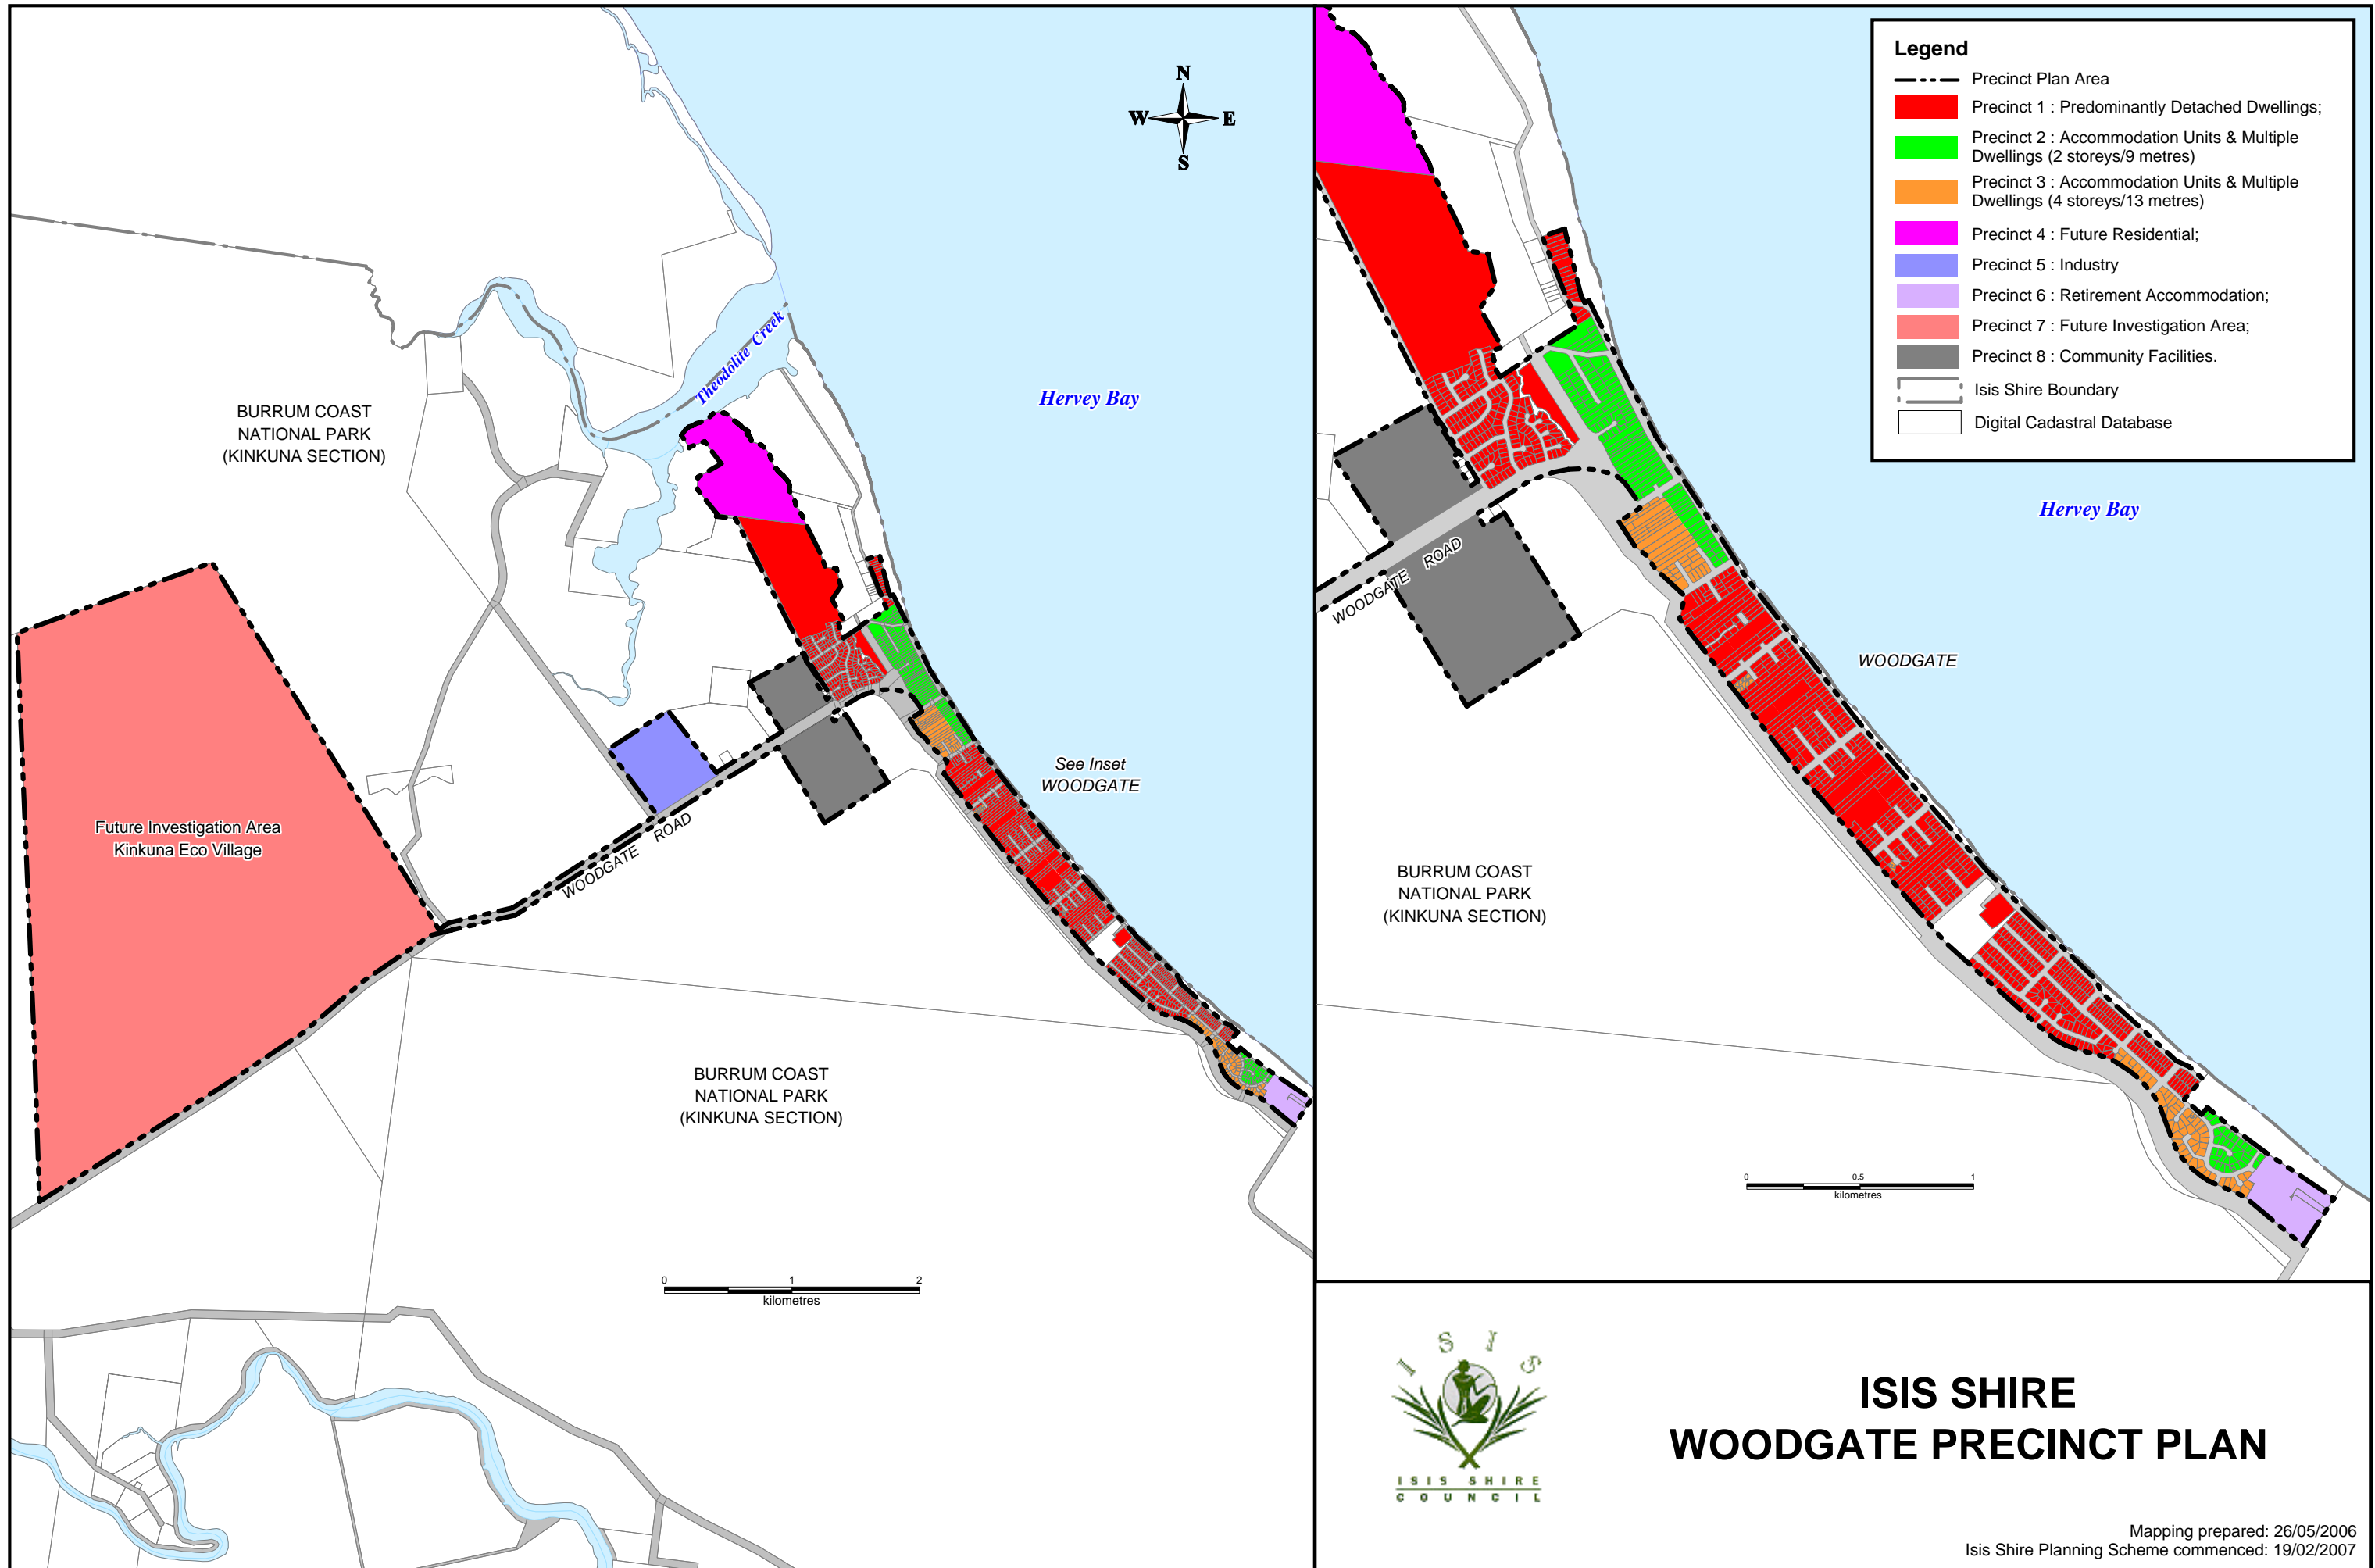 N
W E
S
Theodolite Creek
Hervey Bay
BURRUM COAST
NATIONAL PARK
(KINKUNA SECTION)
See Inset
WOODGATE
Future Investigation Area
Kinkuna Eco Village
WOODGATE ROAD
BURRUM COAST
NATIONAL PARK
(KINKUNA SECTION)
0 1 2
kilometres
Legend
Precinct Plan Area
Precinct 1 : Predominantly Detached Dwellings;
Precinct 2 : Accommodation Units & Multiple
Dwellings (2 storeys/9 metres)
Precinct 3 : Accommodation Units & Multiple
Dwellings (4 storeys/13 metres)
Precinct 4 : Future Residential;
Precinct 5 : Industry
Precinct 6 : Retirement Accommodation;
Precinct 7 : Future Investigation Area;
Precinct 8 : Community Facilities.
Isis Shire Boundary
Digital Cadastral Database
Hervey Bay
WOODGATE ROAD
WOODGATE
BURRUM COAST
NATIONAL PARK
(KINKUNA SECTION)
0 0.5 1
kilometres
I S I S
ISIS SHIRE
COUNCIL
ISIS SHIRE
WOODGATE PRECINCT PLAN
Mapping prepared: 26/05/2006
Isis Shire Planning Scheme commenced: 19/02/2007